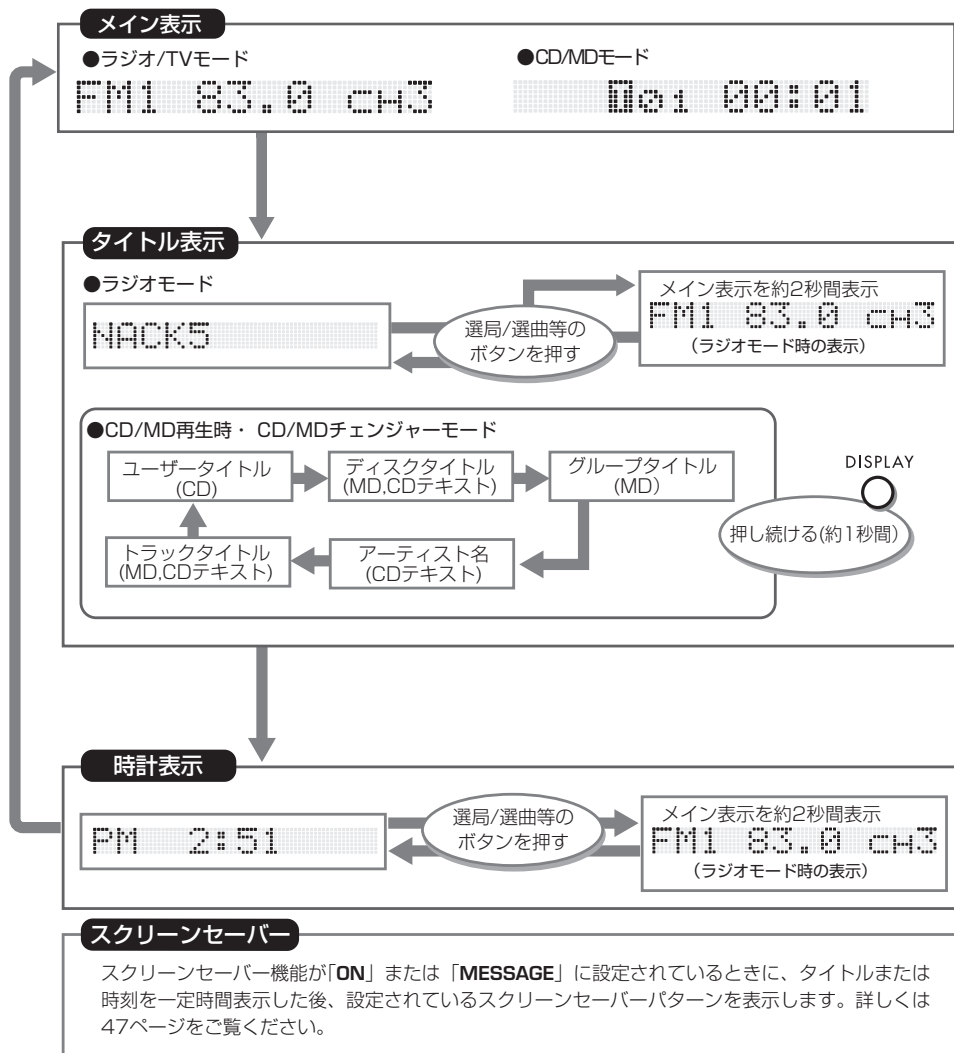 メイン表示
●ラジオ/TVモード
FM1 83.0 CH3
●CD/MDモード
T01 00:01
タイトル表示
●ラジオモード
NACK5
選局/選曲等の
ボタンを押す
メイン表示を約2秒間表示
FM1 83.0 CH3
(ラジオモード時の表示)
●CD/MD再生時・ CD/MDチェンジャーモード
ユーザータイトル
(CD)
ディスクタイトル
(MD,CDテキスト)
グループタイトル
(MD)
トラックタイトル
(MD,CDテキスト)
アーティスト名
(CDテキスト)
DISPLAY
押し続ける(約1秒間)
時計表示
PM 2:51
選局/選曲等の
ボタンを押す
メイン表示を約2秒間表示
FM1 83.0 CH3
(ラジオモード時の表示)
スクリーンセーバー
スクリーンセーバー機能が「ON」または「MESSAGE」に設定されているときに、タイトルまたは
時刻を一定時間表示した後、設定されているスクリーンセーバーパターンを表示します。詳しくは
47ページをご覧ください。